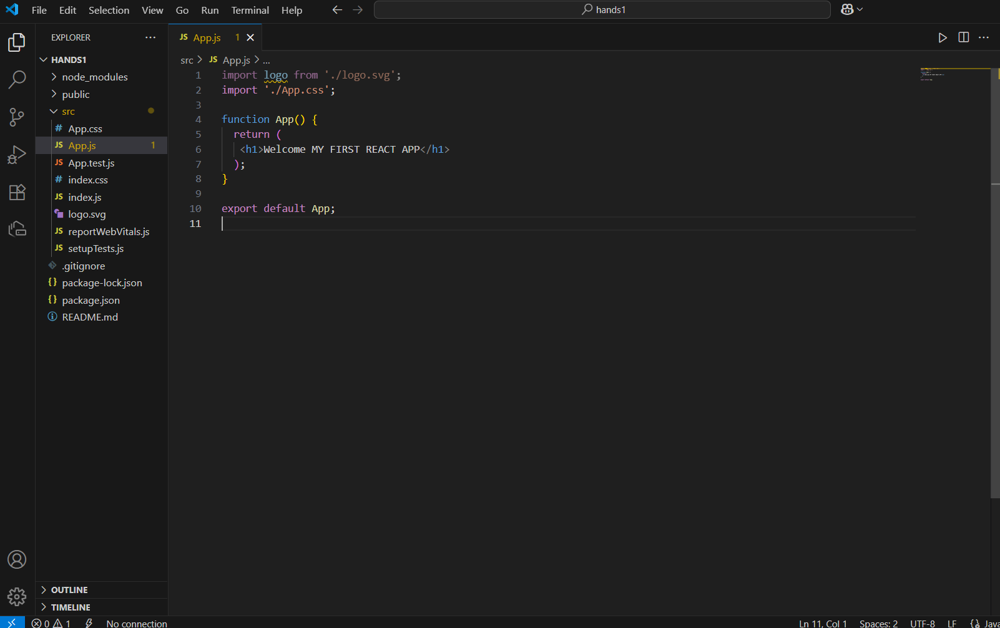 File Edit Selection View Go Run Terminal Help
hands1
EXPLORER
HANDS1
node_modules
public
src
# App.css
JS App.js 1
JS App.test.js
# index.css
JS index.js
logo.svg
JS reportWebVitals.js
JS setupTests.js
.gitignore
{} package-lock.json
{} package.json
README.md
OUTLINE
TIMELINE
JS App.js 1
src > JS App.js > ...
1 import logo from './logo.svg';
2 import './App.css';
3
4 function App() {
5 return (
6 <h1>Welcome MY FIRST REACT APP</h1>
7 );
8 }
9
10 export default App;
11
0 1 No connection Ln 11, Col 1 Spaces: 2 UTF-8 LF {} Java